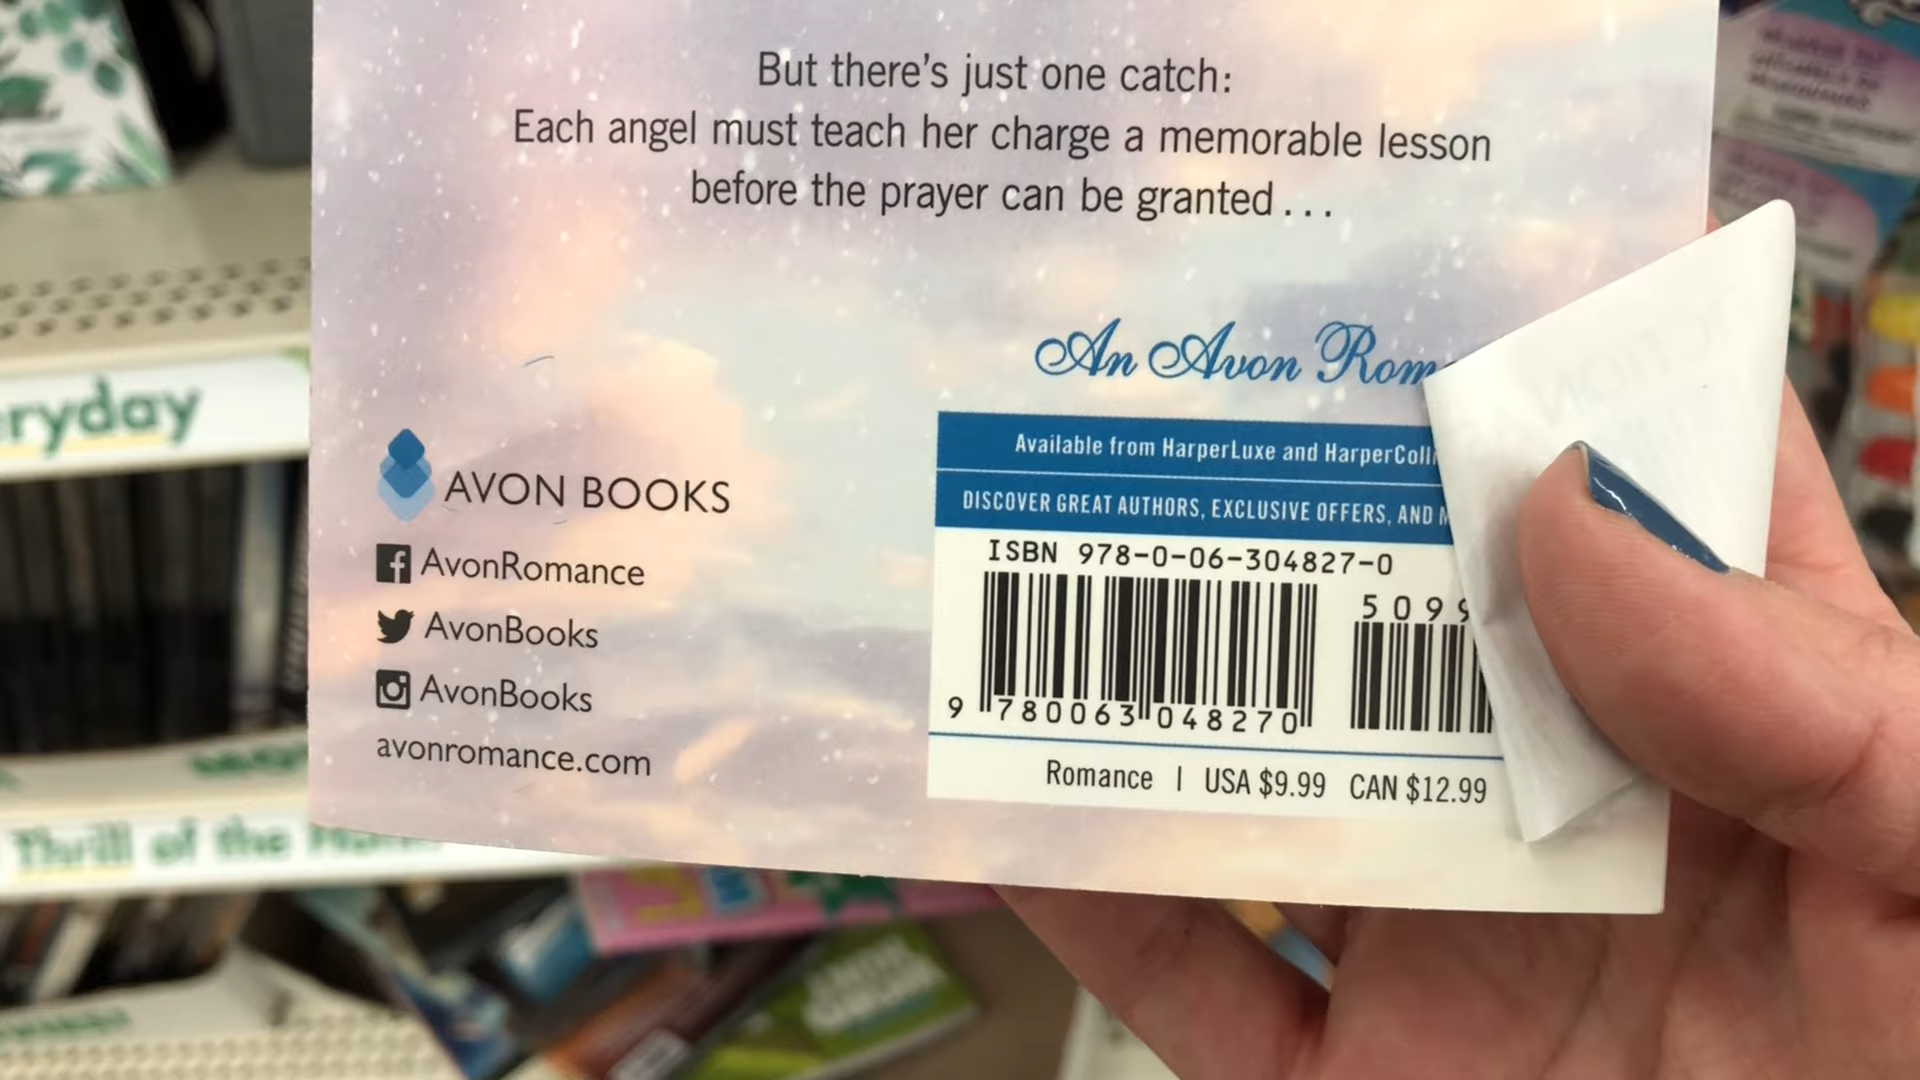 But there's just one catch:
Each angel must teach her charge a memorable lesson
before the prayer can be granted . . .
An Avon Rom
Available from HarperLuxe and HarperColl
DISCOVER GREAT AUTHORS, EXCLUSIVE OFFERS, AND
AVON BOOKS
AvonRomance
AvonBooks
AvonBooks
avonromance.com
ISBN 978-0-06-304827-0
5099
9 780063 048270
Romance | USA $9.99 CAN $12.99
eryday
Thrill of the